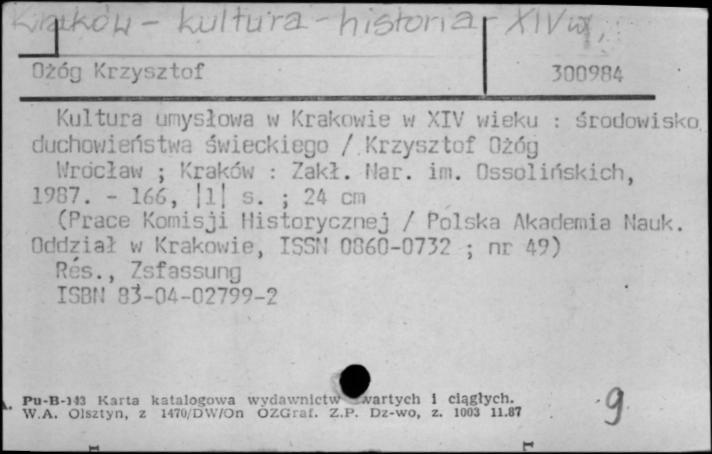 Kraków - kultura - historia - XIV w.
Ożóg Krzysztof 300984
Kultura umysłowa w Krakowie w XIV wieku : środowisko
duchowieństwa świeckiego / Krzysztof Ożóg
Wrocław ; Kraków : Zakł. Nar. im. Ossolińskich,
1987. - 166, |1| s. ; 24 cm
(Prace Komisji Historycznej / Polska Akademia Nauk.
Oddział w Krakowie, ISSN 0860-0732 ; nr 49)
Rés., Zsfassung
ISBN 83-04-02799-2
Pu-B-143 Karta katalogowa wydawnictw wartych i ciągłych.
W.A. Olsztyn, z 1470/DW/On OZGraf. Z.P. Dz-wo, z. 1003 11.87
9